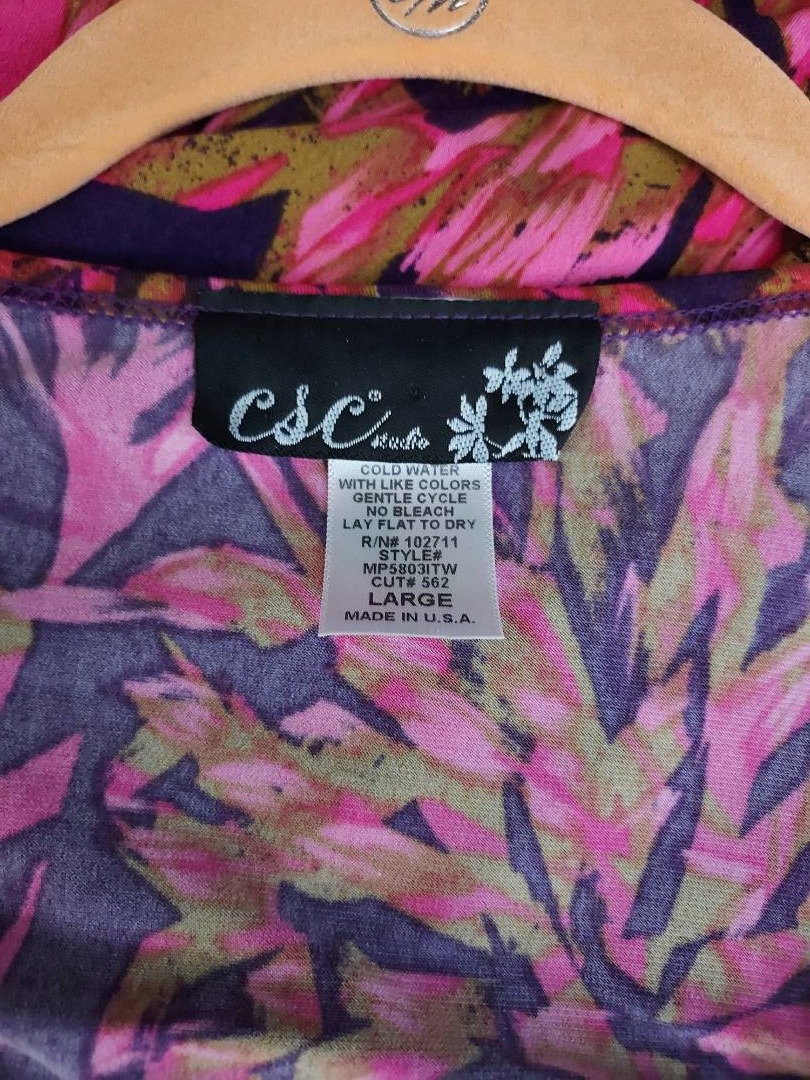 csc
studio
COLD WATER
WITH LIKE COLORS
GENTLE CYCLE
NO BLEACH
LAY FLAT TO DRY
R/N# 102711
STYLE#
MP5803ITW
CUT# 562
LARGE
MADE IN U.S.A.